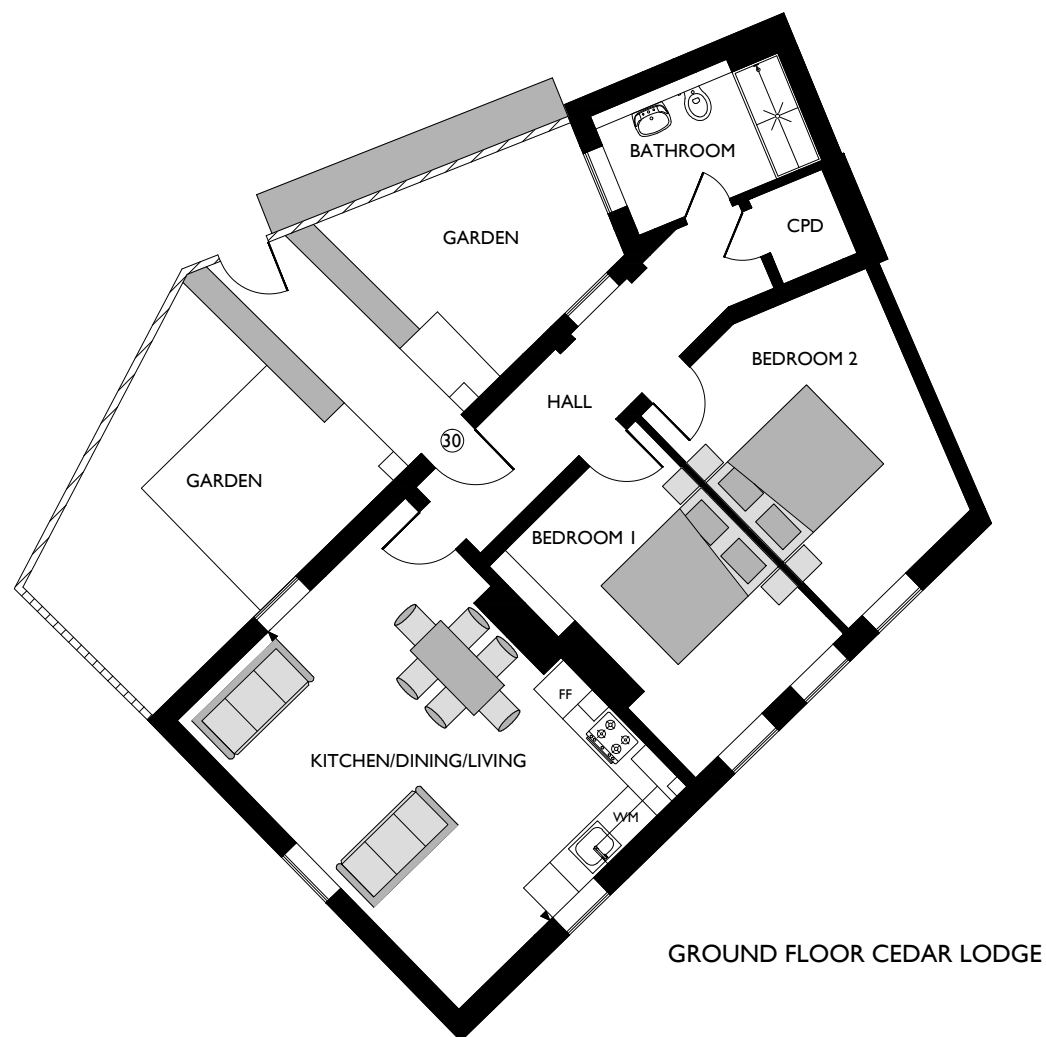 BATHROOM
CPD
GARDEN
BEDROOM 2
HALL
30
GARDEN
BEDROOM 1
FF
KITCHEN/DINING/LIVING
WM
GROUND FLOOR CEDAR LODGE